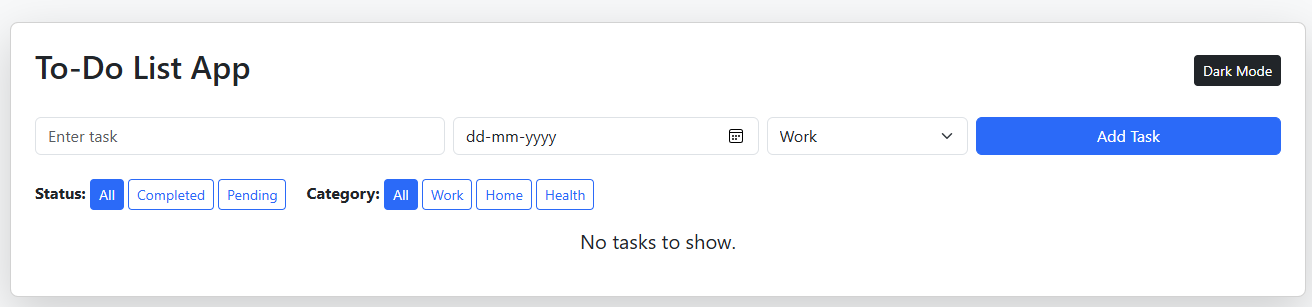 To-Do List App
Dark Mode
Enter task dd-mm-yyyy Work Add Task
Status: All Completed Pending Category: All Work Home Health
No tasks to show.